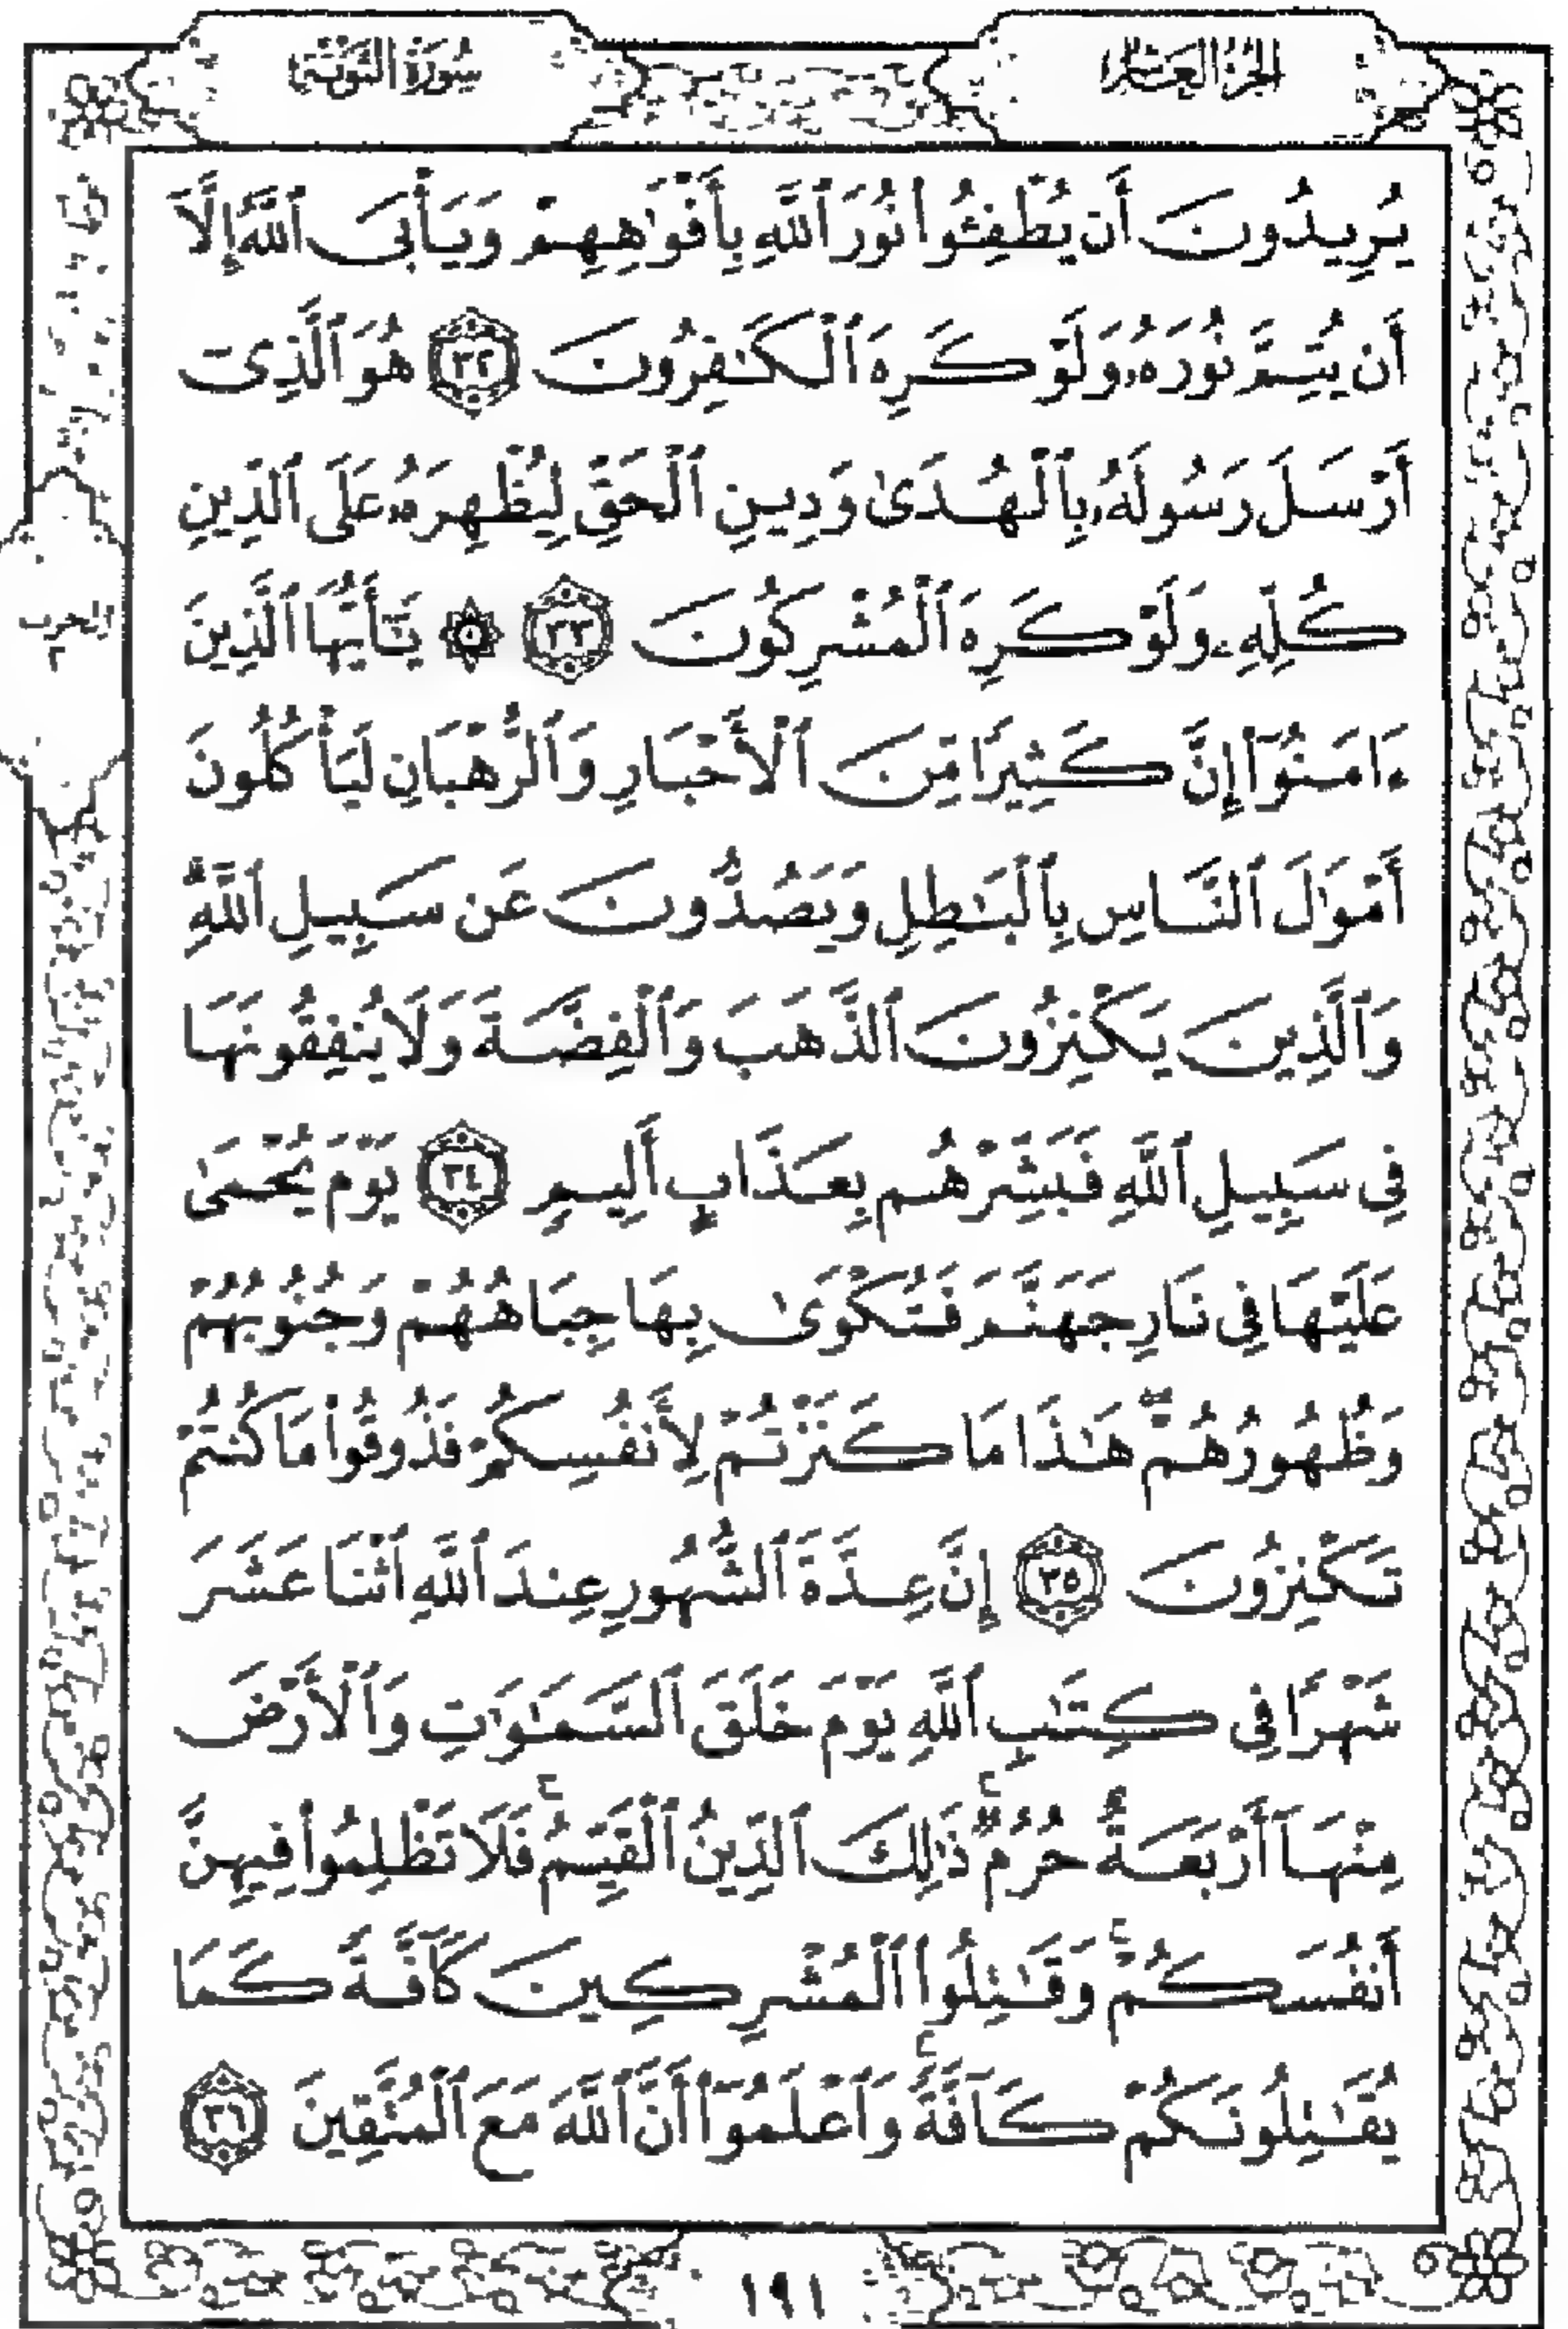 الجزء العاشر
سورة التوبة
يُرِيدُونَ أَن يُطْفِـُٔوا۟ نُورَ ٱللَّهِ بِأَفْوَٰهِهِمْ وَيَأْبَى ٱللَّهُ إِلَّآ
أَن يُتِمَّ نُورَهُۥ وَلَوْ كَرِهَ ٱلْكَـٰفِرُونَ ٣٢ هُوَ ٱلَّذِىٓ
أَرْسَلَ رَسُولَهُۥ بِٱلْهُدَىٰ وَدِينِ ٱلْحَقِّ لِيُظْهِرَهُۥ عَلَى ٱلدِّينِ
كُلِّهِۦ وَلَوْ كَرِهَ ٱلْمُشْرِكُونَ ٣٣ ۞ يَـٰٓأَيُّهَا ٱلَّذِينَ
ءَامَنُوٓا۟ إِنَّ كَثِيرًا مِّنَ ٱلْأَحْبَارِ وَٱلرُّهْبَانِ لَيَأْكُلُونَ
أَمْوَٰلَ ٱلنَّاسِ بِٱلْبَـٰطِلِ وَيَصُدُّونَ عَن سَبِيلِ ٱللَّهِ ۗ
وَٱلَّذِينَ يَكْنِزُونَ ٱلذَّهَبَ وَٱلْفِضَّةَ وَلَا يُنفِقُونَهَا
فِى سَبِيلِ ٱللَّهِ فَبَشِّرْهُم بِعَذَابٍ أَلِيمٍ ٣٤ يَوْمَ يُحْمَىٰ
عَلَيْهَا فِى نَارِ جَهَنَّمَ فَتُكْوَىٰ بِهَا جِبَاهُهُمْ وَجُنُوبُهُمْ
وَظُهُورُهُمْ ۖ هَـٰذَا مَا كَنَزْتُمْ لِأَنفُسِكُمْ فَذُوقُوا۟ مَا كُنتُمْ
تَكْنِزُونَ ٣٥ إِنَّ عِدَّةَ ٱلشُّهُورِ عِندَ ٱللَّهِ ٱثْنَا عَشَرَ
شَهْرًا فِى كِتَـٰبِ ٱللَّهِ يَوْمَ خَلَقَ ٱلسَّمَـٰوَٰتِ وَٱلْأَرْضَ
مِنْهَآ أَرْبَعَةٌ حُرُمٌ ۚ ذَٰلِكَ ٱلدِّينُ ٱلْقَيِّمُ ۚ فَلَا تَظْلِمُوا۟ فِيهِنَّ
أَنفُسَكُمْ ۚ وَقَـٰتِلُوا۟ ٱلْمُشْرِكِينَ كَآفَّةً كَمَا
يُقَـٰتِلُونَكُمْ كَآفَّةً ۚ وَٱعْلَمُوٓا۟ أَنَّ ٱللَّهَ مَعَ ٱلْمُتَّقِينَ ٣٦
١٩١